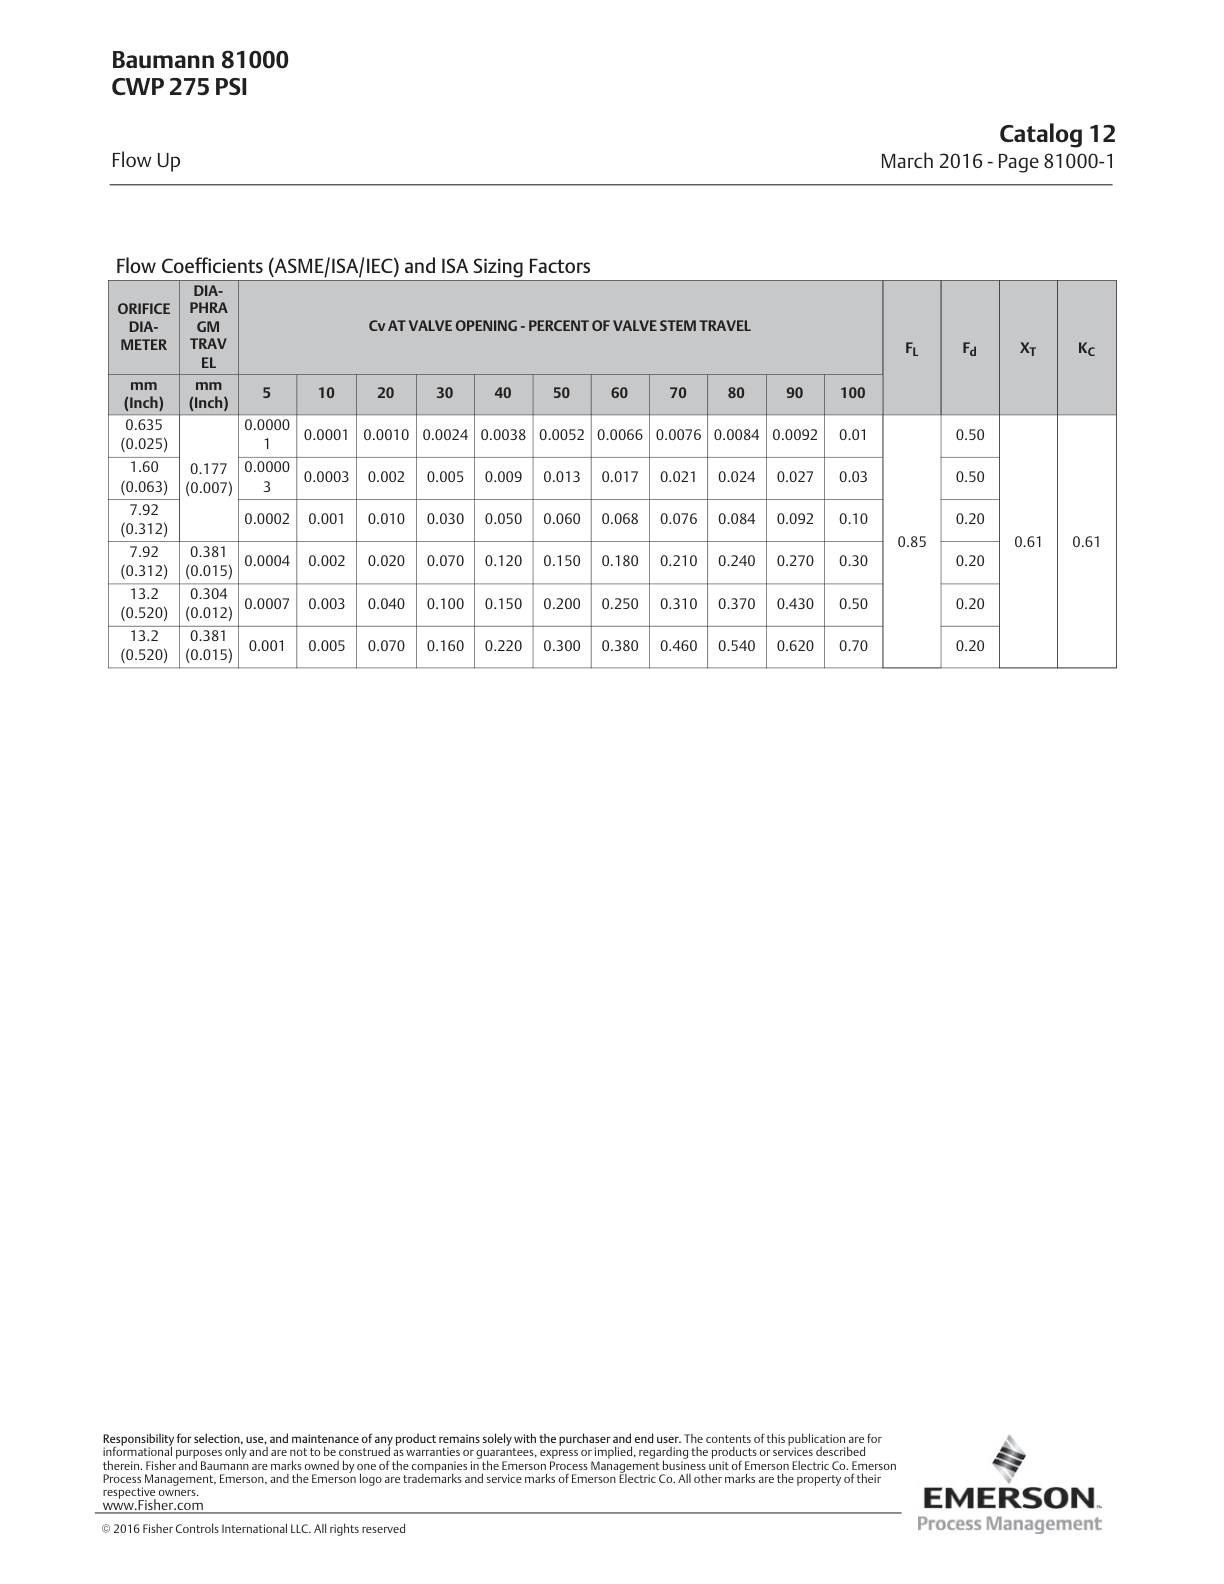 Baumann 81000
CWP 275 PSI
Catalog 12
Flow Up
March 2016 - Page 81000-1
Flow Coefficients (ASME/ISA/IEC) and ISA Sizing Factors
ORIFICE
DIA-
METER
DIA-
PHRA
GM
TRAV
EL
Cv AT VALVE OPENING - PERCENT OF VALVE STEM TRAVEL
FL Fd XT KC
mm
(Inch)
mm
(Inch)
5 10 20 30 40 50 60 70 80 90 100
0.635
(0.025)
0.177
(0.007)
0.0000
1
0.0001 0.0010 0.0024 0.0038 0.0052 0.0066 0.0076 0.0084 0.0092 0.01
0.85
0.50
0.61
0.61
1.60
(0.063)
0.0000
3
0.0003 0.002 0.005 0.009 0.013 0.017 0.021 0.024 0.027 0.03 0.50
7.92
(0.312)
0.0002 0.001 0.010 0.030 0.050 0.060 0.068 0.076 0.084 0.092 0.10 0.20
7.92
(0.312)
0.381
(0.015)
0.0004 0.002 0.020 0.070 0.120 0.150 0.180 0.210 0.240 0.270 0.30 0.20
13.2
(0.520)
0.304
(0.012)
0.0007 0.003 0.040 0.100 0.150 0.200 0.250 0.310 0.370 0.430 0.50 0.20
13.2
(0.520)
0.381
(0.015)
0.001 0.005 0.070 0.160 0.220 0.300 0.380 0.460 0.540 0.620 0.70 0.20
Responsibility for selection, use, and maintenance of any product remains solely with the purchaser and end user. The contents of this publication are for
informational purposes only and are not to be construed as warranties or guarantees, express or implied, regarding the products or services described
therein. Fisher and Baumann are marks owned by one of the companies in the Emerson Process Management business unit of Emerson Electric Co. Emerson
Process Management, Emerson, and the Emerson logo are trademarks and service marks of Emerson Electric Co. All other marks are the property of their
respective owners.
www.Fisher.com
© 2016 Fisher Controls International LLC. All rights reserved
EMERSON
Process Management